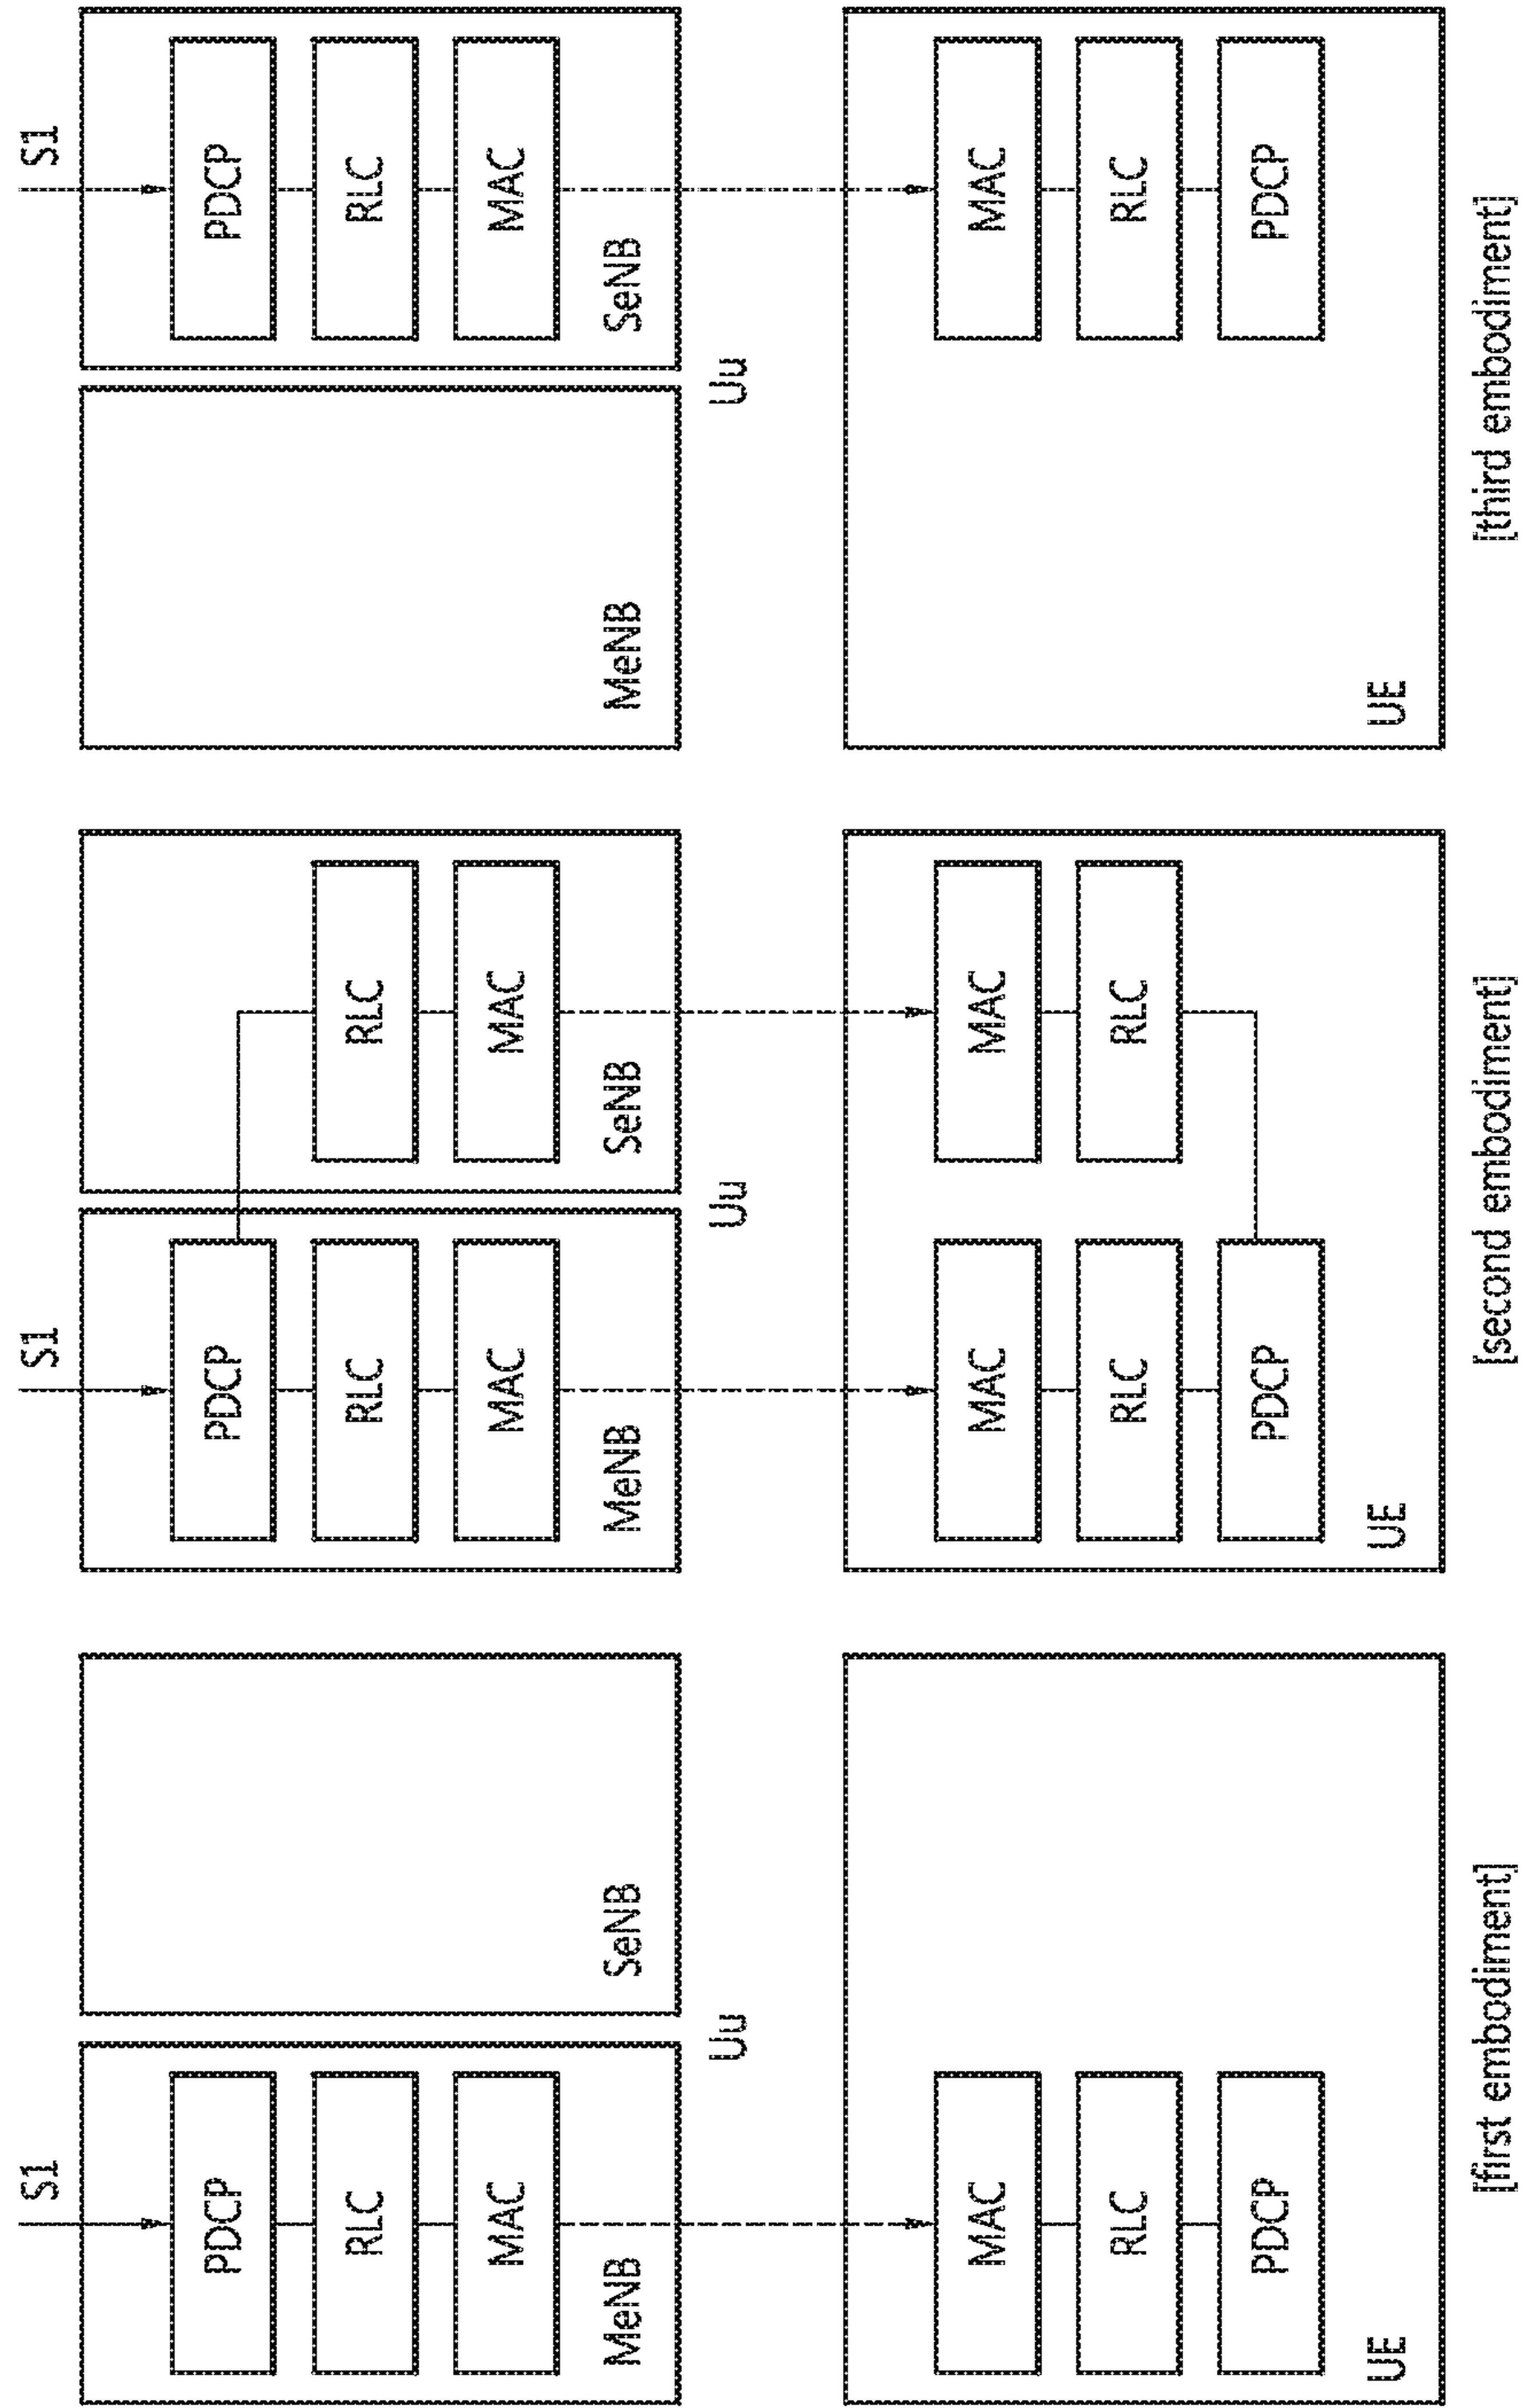 S1
PDCP
RLC
MAC
MeNB
SeNB
Uu
MAC
RLC
PDCP
UE
[first embodiment]
S1
PDCP
RLC
MAC
MeNB
RLC
MAC
SeNB
Uu
MAC
RLC
PDCP
MAC
RLC
UE
[second embodiment]
S1
MeNB
PDCP
RLC
MAC
SeNB
Uu
MAC
RLC
PDCP
UE
[third embodiment]